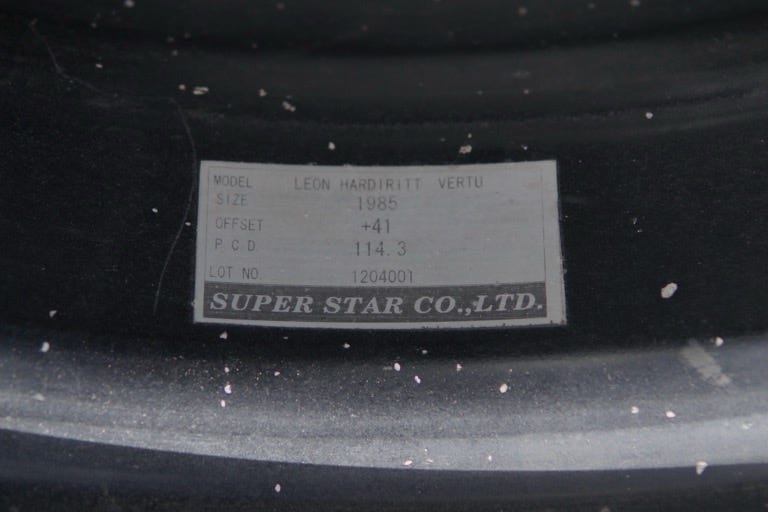 MODEL LEON HARDIRITT VERTU
SIZE 1985
OFFSET +41
P.C.D 114.3
LOT NO. 1204001
SUPER STAR CO.,LTD.